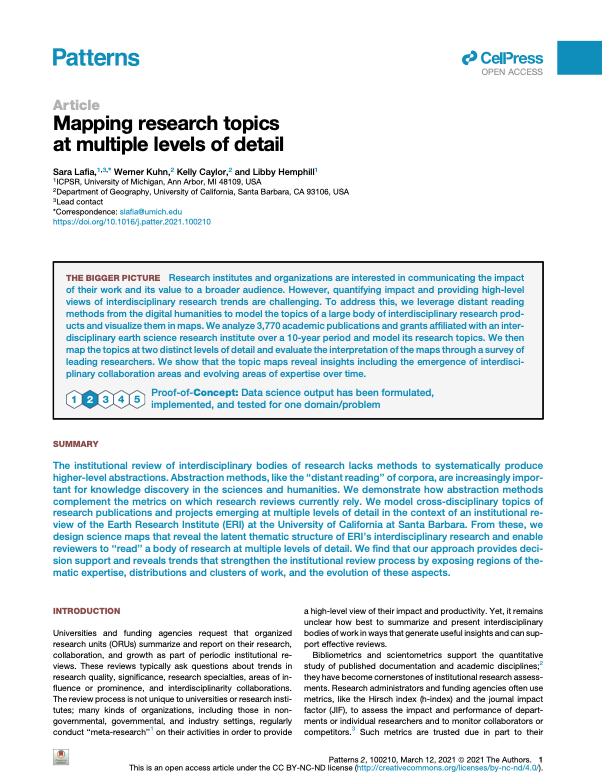 Patterns
CellPress
OPEN ACCESS
Article
Mapping research topics
at multiple levels of detail
Sara Lafia,1,3,* Werner Kuhn,2 Kelly Caylor,2 and Libby Hemphill1
1ICPSR, University of Michigan, Ann Arbor, MI 48109, USA
2Department of Geography, University of California, Santa Barbara, CA 93106, USA
3Lead contact
*Correspondence: slafia@umich.edu
https://doi.org/10.1016/j.patter.2021.100210
THE BIGGER PICTURE Research institutes and organizations are interested in communicating the impact
of their work and its value to a broader audience. However, quantifying impact and providing high-level
views of interdisciplinary research trends are challenging. To address this, we leverage distant reading
methods from the digital humanities to model the topics of a large body of interdisciplinary research prod-
ucts and visualize them in maps. We analyze 3,770 academic publications and grants affiliated with an inter-
disciplinary earth science research institute over a 10-year period and model its research topics. We then
map the topics at two distinct levels of detail and evaluate the interpretation of the maps through a survey of
leading researchers. We show that the topic maps reveal insights including the emergence of interdisci-
plinary collaboration areas and evolving areas of expertise over time.
1 2 3 4 5
Proof-of-Concept: Data science output has been formulated,
implemented, and tested for one domain/problem
SUMMARY
The institutional review of interdisciplinary bodies of research lacks methods to systematically produce
higher-level abstractions. Abstraction methods, like the “distant reading” of corpora, are increasingly impor-
tant for knowledge discovery in the sciences and humanities. We demonstrate how abstraction methods
complement the metrics on which research reviews currently rely. We model cross-disciplinary topics of
research publications and projects emerging at multiple levels of detail in the context of an institutional re-
view of the Earth Research Institute (ERI) at the University of California at Santa Barbara. From these, we
design science maps that reveal the latent thematic structure of ERI’s interdisciplinary research and enable
reviewers to “read” a body of research at multiple levels of detail. We find that our approach provides deci-
sion support and reveals trends that strengthen the institutional review process by exposing regions of the-
matic expertise, distributions and clusters of work, and the evolution of these aspects.
INTRODUCTION
Universities and funding agencies request that organized
research units (ORUs) summarize and report on their research,
collaboration, and growth as part of periodic institutional re-
views. These reviews typically ask questions about trends in
research quality, significance, research specialties, areas of in-
fluence or prominence, and interdisciplinarity collaborations.
The review process is not unique to universities or research insti-
tutes; many kinds of organizations, including those in non-
governmental, governmental, and industry settings, regularly
conduct “meta-research”1 on their activities in order to provide
a high-level view of their impact and productivity. Yet, it remains
unclear how best to summarize and present interdisciplinary
bodies of work in ways that generate useful insights and can sup-
port effective reviews.
Bibliometrics and scientometrics support the quantitative
study of published documentation and academic disciplines;2
they have become cornerstones of institutional research assess-
ments. Research administrators and funding agencies often use
metrics, like the Hirsch index (h-index) and the journal impact
factor (JIF), to assess the impact and performance of depart-
ments or individual researchers and to monitor collaborators or
competitors.3 Such metrics are trusted due in part to their
Patterns 2, 100210, March 12, 2021 © 2021 The Authors. 1
This is an open access article under the CC BY-NC-ND license (http://creativecommons.org/licenses/by-nc-nd/4.0/).